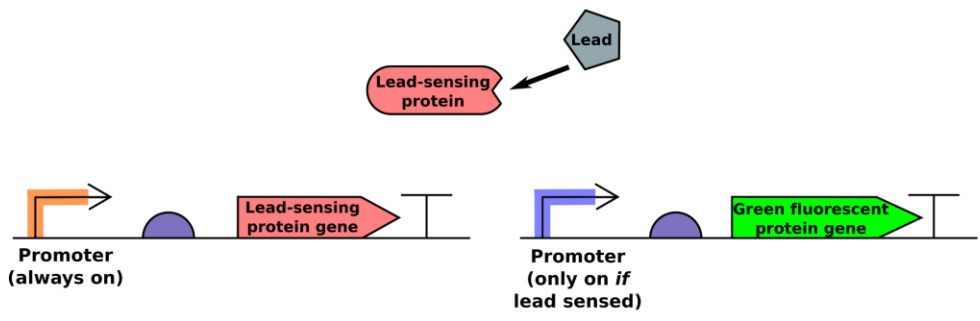 Lead
Lead-sensing
protein
Lead-sensing
protein gene
Green fluorescent
protein gene
Promoter
(always on)
Promoter
(only on if
lead sensed)